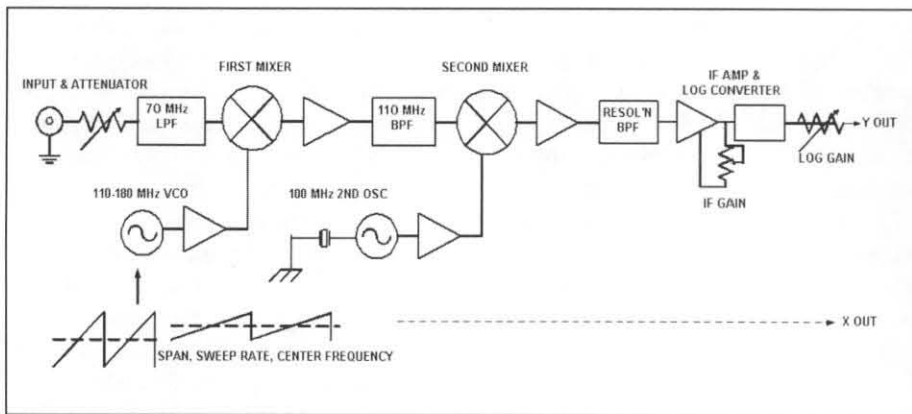 INPUT & ATTENUATOR
70 MHz
LPF
FIRST MIXER
110 MHz
BPF
SECOND MIXER
RESOL'N
BPF
IF AMP &
LOG CONVERTER
Y OUT
LOG GAIN
IF GAIN
110-180 MHz VCO
100 MHz 2ND OSC
X OUT
SPAN, SWEEP RATE, CENTER FREQUENCY